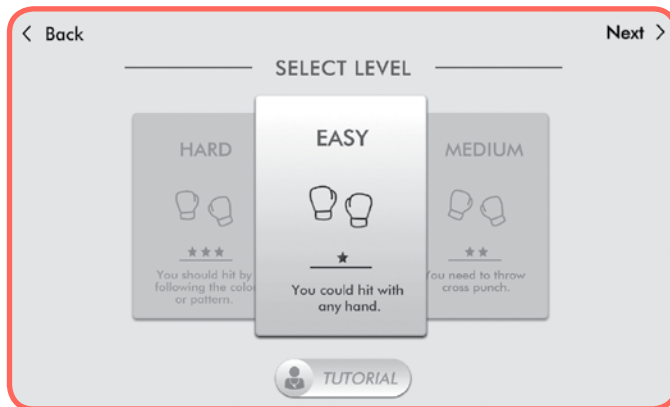 Back
Next
SELECT LEVEL
HARD
You should hit by
following the colo
or pattern.
EASY
You could hit with
any hand.
MEDIUM
You need to throw
cross punch.
TUTORIAL